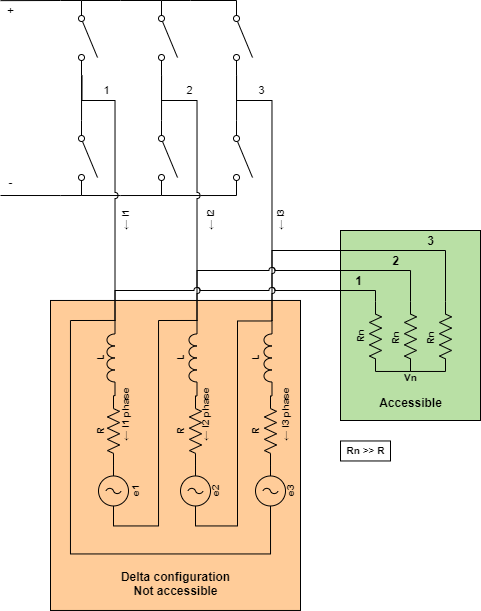 +
1
2
3
-
← I1
← I2
← I3
3
2
1
Rn
Rn
Rn
Vn
Accessible
L
L
L
R
← I1 phase
R
← I2 phase
R
← I3 phase
Rn >> R
e1
e2
e3
Delta configuration
Not accessible